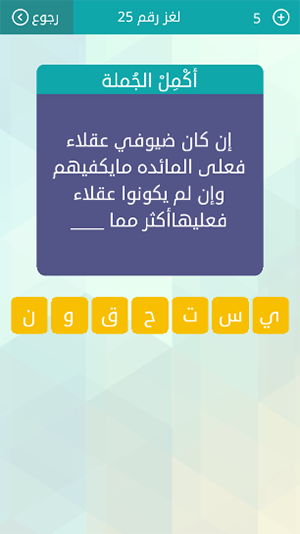 رجوع
لغز رقم 25
5
أكْمِلْ الجُملة
إن كان ضيوفي عقلاء
فعلى المائده مايكفيهم
وإن لم يكونوا عقلاء
فعليهاأكثر مما ____
ي س ت ح ق و ن